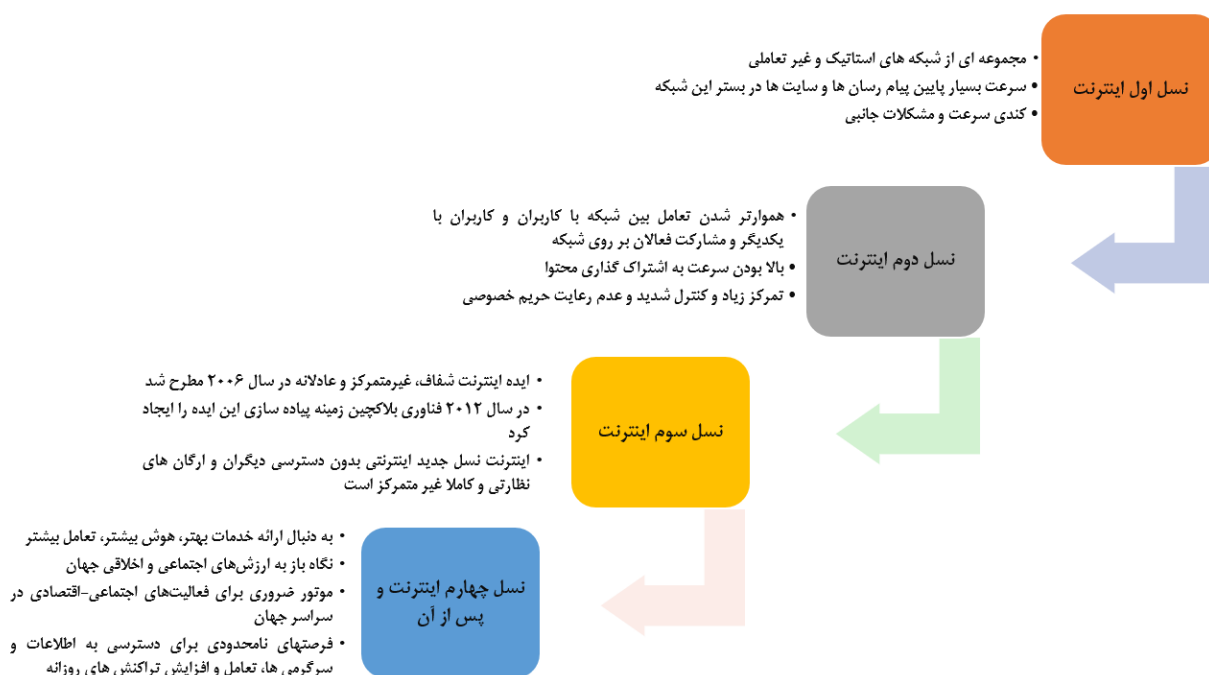 نسل اول اینترنت
• مجموعه ای از شبکه های استاتیک و غیر تعاملی
• سرعت بسیار پایین پیام رسان ها و سایت ها در بستر این شبکه
• کندی سرعت و مشکلات جانبی
نسل دوم اینترنت
• هموارتر شدن تعامل بین شبکه با کاربران و کاربران با
یکدیگر و مشارکت فعالان بر روی شبکه
• بالا بودن سرعت به اشتراک گذاری محتوا
• تمرکز زیاد و کنترل شدید و عدم رعایت حریم خصوصی
نسل سوم اینترنت
• ایده اینترنت شفاف، غیرمتمرکز و عادلانه در سال ۲۰۰۶ مطرح شد
• در سال ۲۰۱۲ فناوری بلاکچین زمینه پیاده سازی این ایده را ایجاد
کرد
• اینترنت نسل جدید اینترنتی بدون دسترسی دیگران و ارگان های
نظارتی و کاملا غیر متمرکز است
نسل چهارم اینترنت و
پس از آن
• به دنبال ارائه خدمات بهتر، هوش بیشتر، تعامل بیشتر
• نگاه باز به ارزش‌های اجتماعی و اخلاقی جهان
• موتور ضروری برای فعالیت‌های اجتماعی-اقتصادی در
سراسر جهان
• فرصتهای نامحدودی برای دسترسی به اطلاعات و
سرگرمی ها، تعامل و افزایش تراکنش های روزانه